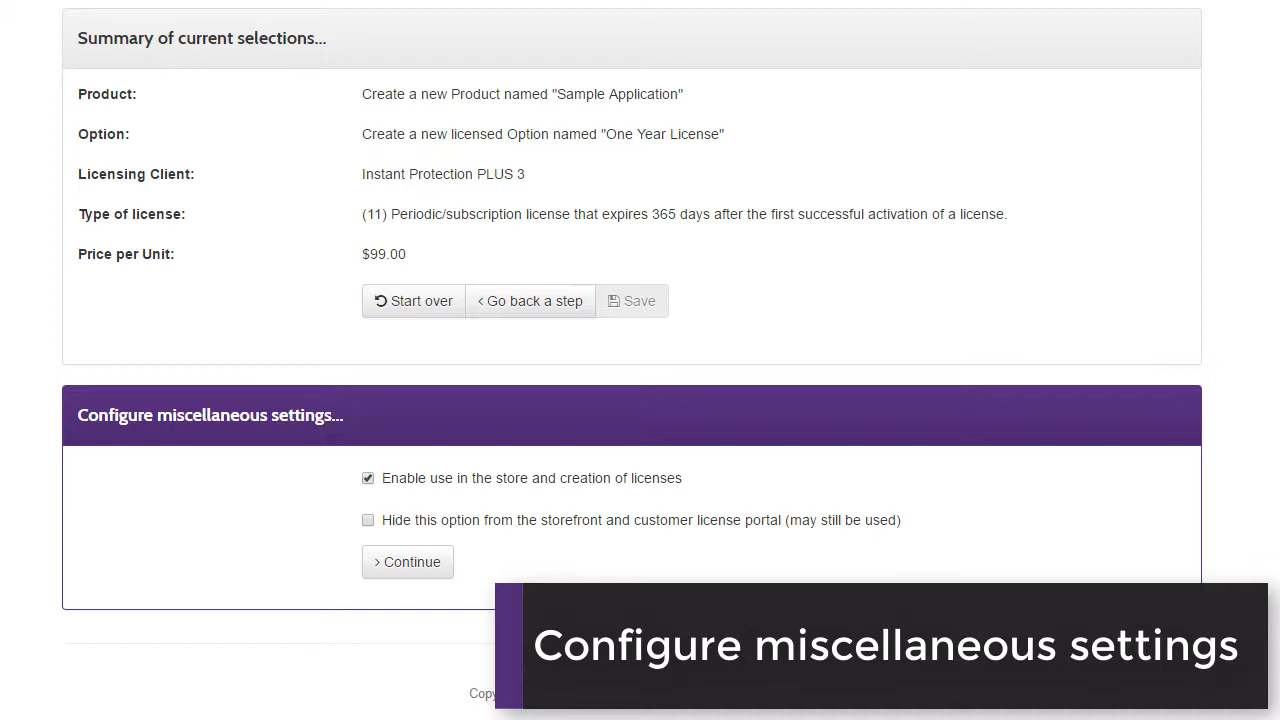 Summary of current selections...
Product: Create a new Product named "Sample Application"
Option: Create a new licensed Option named "One Year License"
Licensing Client: Instant Protection PLUS 3
Type of license: (11) Periodic/subscription license that expires 365 days after the first successful activation of a license.
Price per Unit: $99.00
Start over < Go back a step Save
Configure miscellaneous settings...
Enable use in the store and creation of licenses
Hide this option from the storefront and customer license portal (may still be used)
> Continue
Configure miscellaneous settings